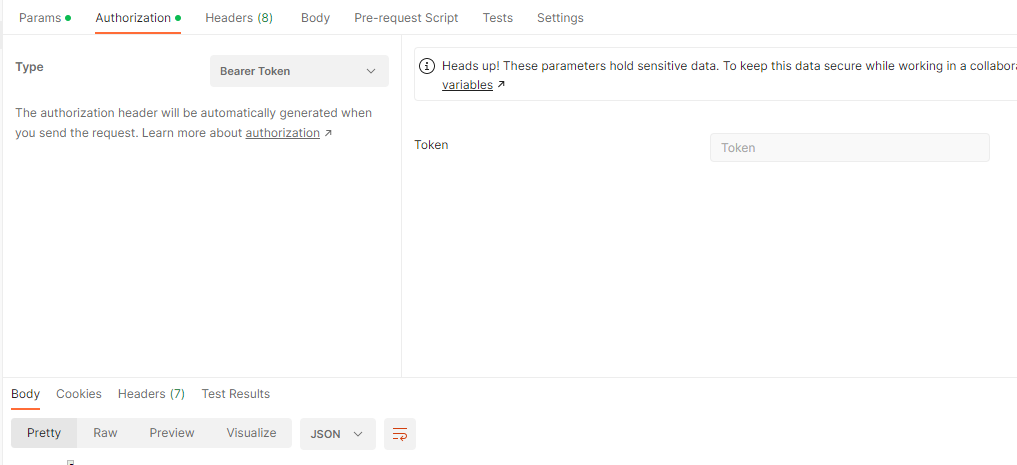 Params Authorization Headers (8) Body Pre-request Script Tests Settings
Type Bearer Token
The authorization header will be automatically generated when
you send the request. Learn more about authorization ↗
Heads up! These parameters hold sensitive data. To keep this data secure while working in a collabora
variables ↗
Token Token
Body Cookies Headers (7) Test Results
Pretty Raw Preview Visualize JSON